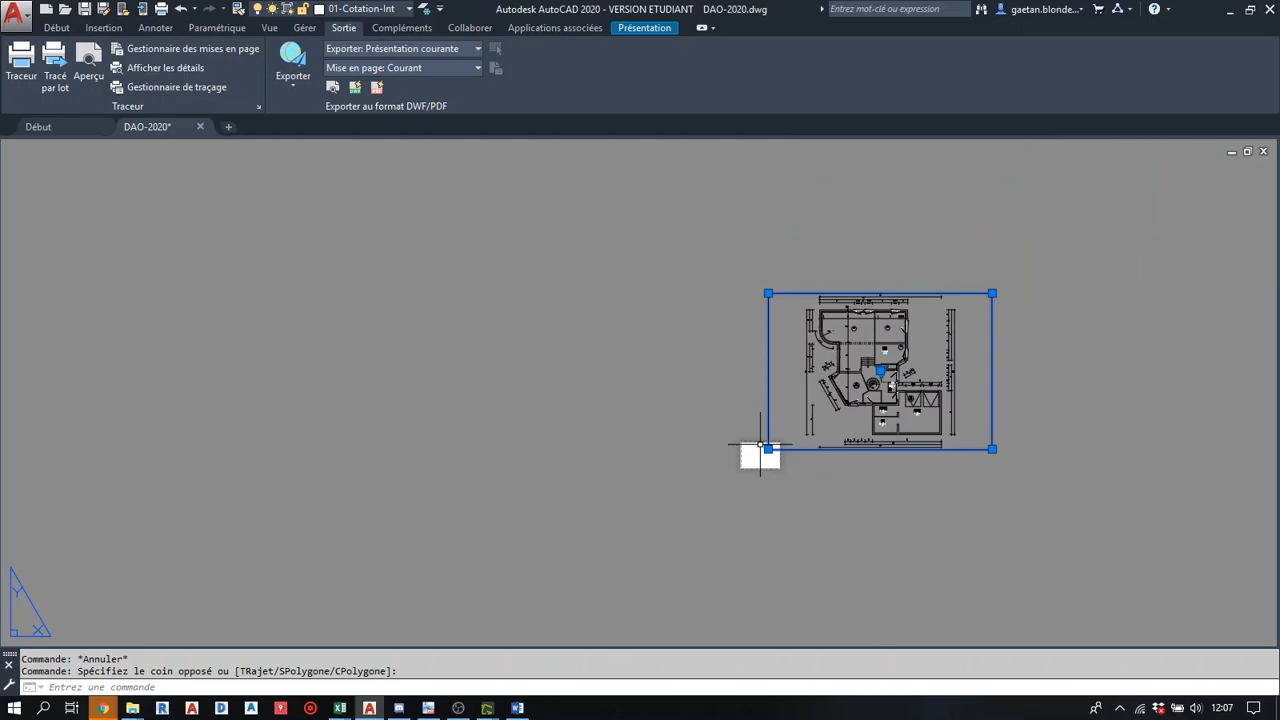 01-Cotation-Int
Autodesk AutoCAD 2020 - VERSION ETUDIANT
DAO-2020.dwg
Entrez mot-clé ou expression
gaetan.blonde...
Début
Insertion
Annoter
Paramétrique
Vue
Gérer
Sortie
Compléments
Collaborer
Applications associées
Présentation
Traceur
Tracé
par lot
Aperçu
Gestionnaire des mises en page
Afficher les détails
Gestionnaire de traçage
Exporter
Exporter: Présentation courante
Mise en page: Courant
Traceur
Exporter au format DWF/PDF
Début
DAO-2020*
Y
X
Commande: *Annuler*
Commande: Spécifiez le coin opposé ou [TRajet/SPolygone/CPolygone]:
Entrez une commande
12:07